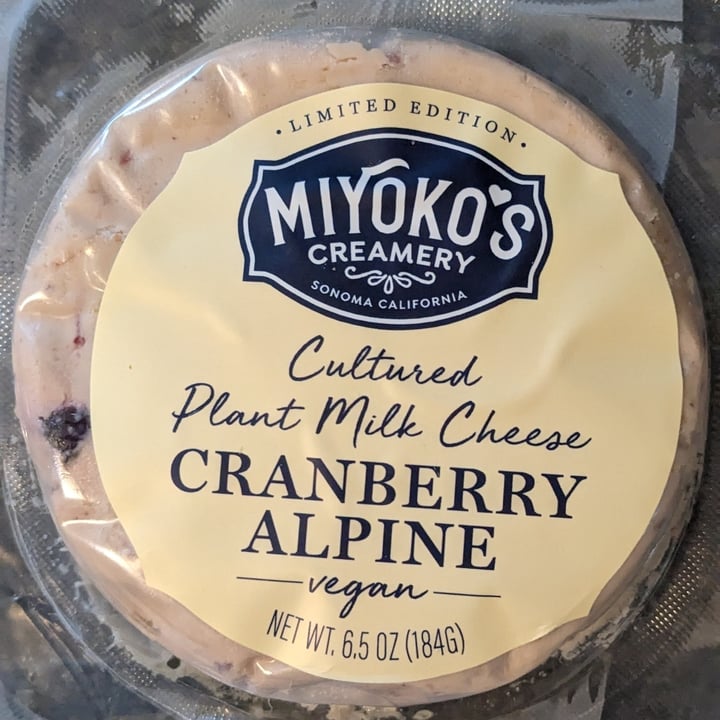 • LIMITED EDITION •
MIYOKO'S
CREAMERY
SONOMA CALIFORNIA
Cultured
Plant Milk Cheese
CRANBERRY
ALPINE
vegan
NET WT. 6.5 OZ (184G)